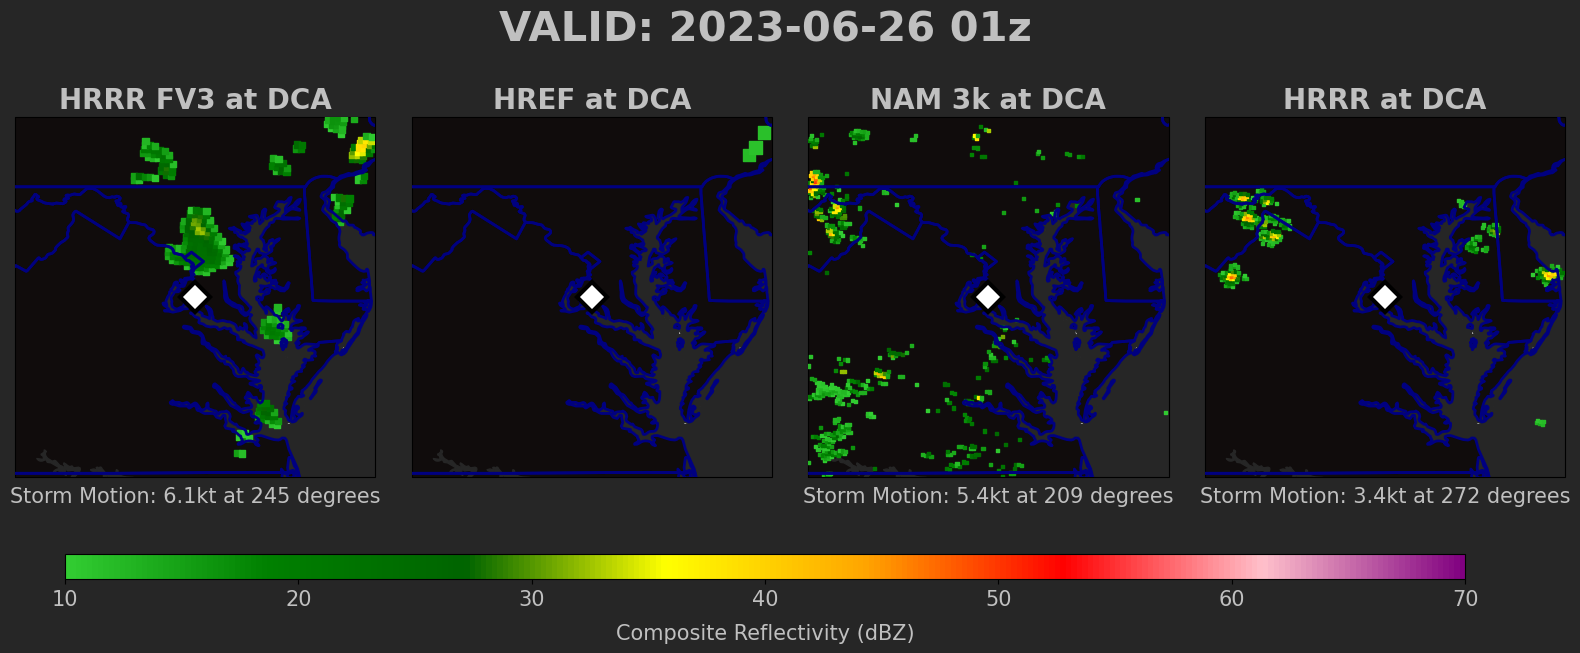 VALID: 2023-06-26 01z
HRRR FV3 at DCA
HREF at DCA
NAM 3k at DCA
HRRR at DCA
Storm Motion: 6.1kt at 245 degrees
Storm Motion: 5.4kt at 209 degrees
Storm Motion: 3.4kt at 272 degrees
10 20 30 40 50 60 70
Composite Reflectivity (dBZ)